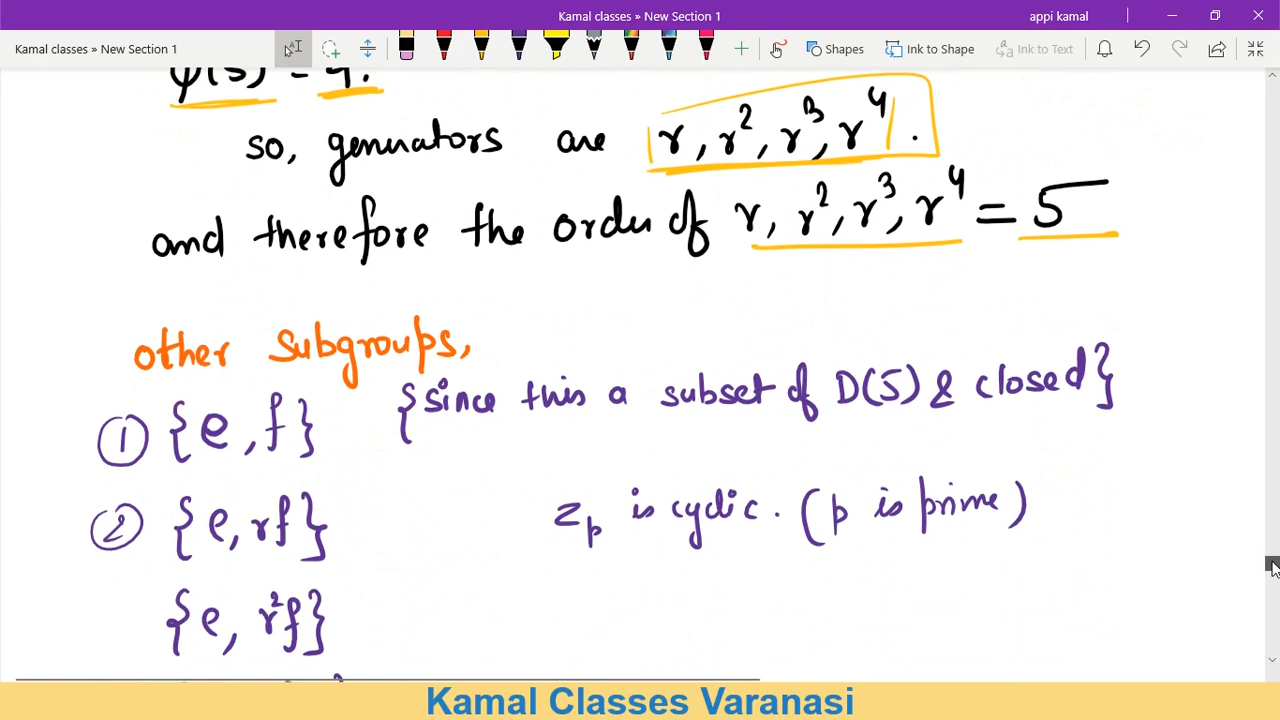 Kamal classes » New Section 1
appi kamal
Kamal classes » New Section 1
Shapes
Ink to Shape
Ink to Text
φ(5) = 4.
so, generators are r, r², r³, r⁴.
and therefore the order of r, r², r³, r⁴ = 5
other subgroups,
① {e, f} {since this a subset of D(5) & closed}
② {e, rf} Zp is cyclic. (p is prime)
{e, r²f}
Kamal Classes Varanasi